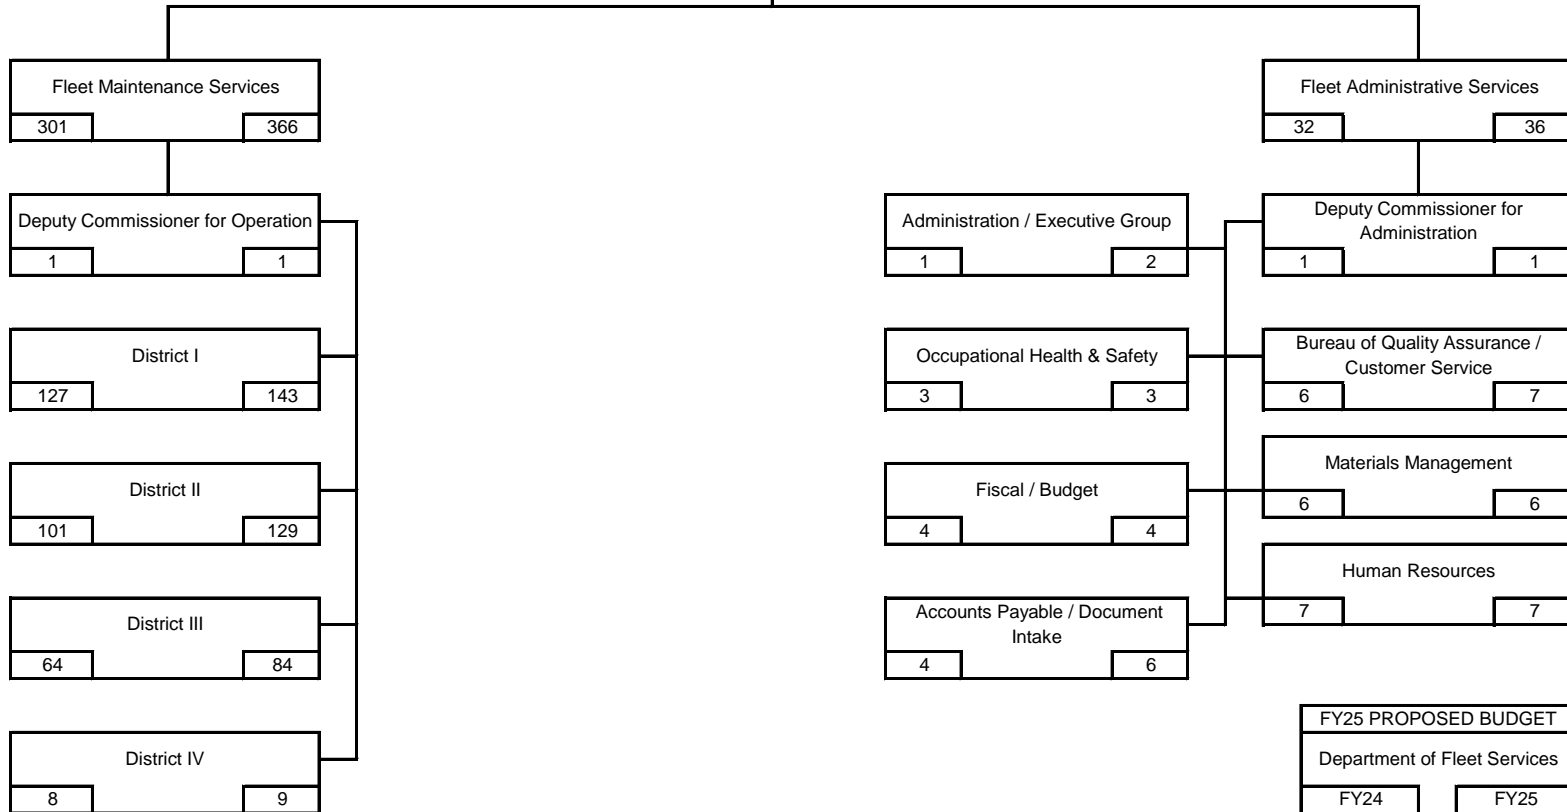 Fleet Maintenance Services
301 366
Fleet Administrative Services
32 36
Deputy Commissioner for Operation
1 1
Administration / Executive Group
1 2
Deputy Commissioner for
Administration
1 1
District I
127 143
Occupational Health & Safety
3 3
Bureau of Quality Assurance /
Customer Service
6 7
District II
101 129
Fiscal / Budget
4 4
Materials Management
6 6
Human Resources
7 7
District III
64 84
Accounts Payable / Document
Intake
4 6
District IV
8 9
FY25 PROPOSED BUDGET
Department of Fleet Services
FY24 FY25